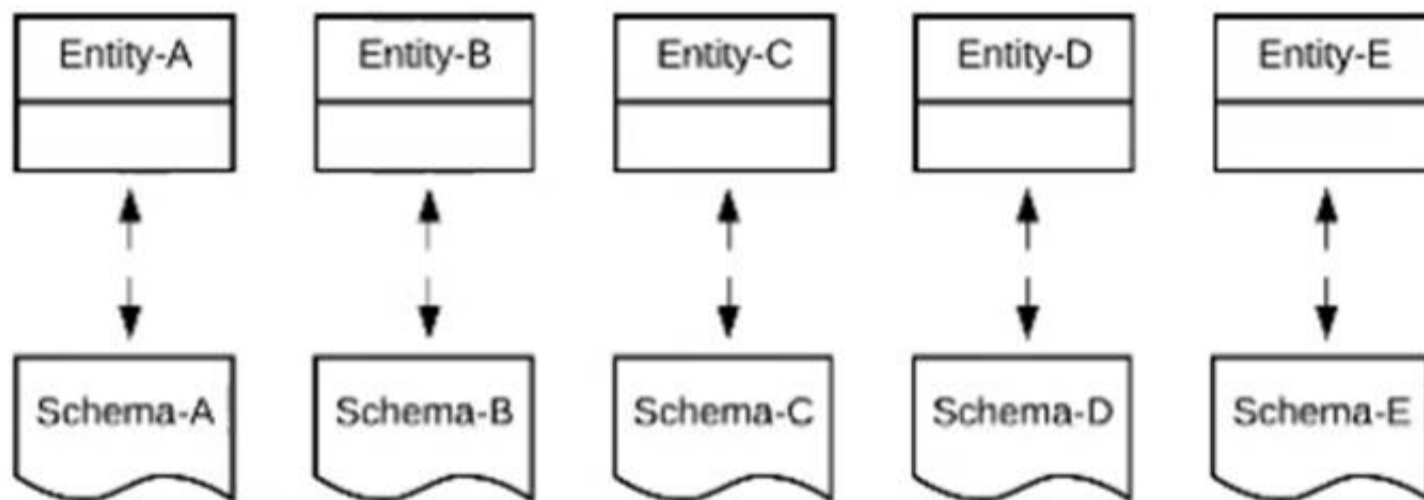 Entity-A
Entity-B
Entity-C
Entity-D
Entity-E
Schema-A
Schema-B
Schema-C
Schema-D
Schema-E